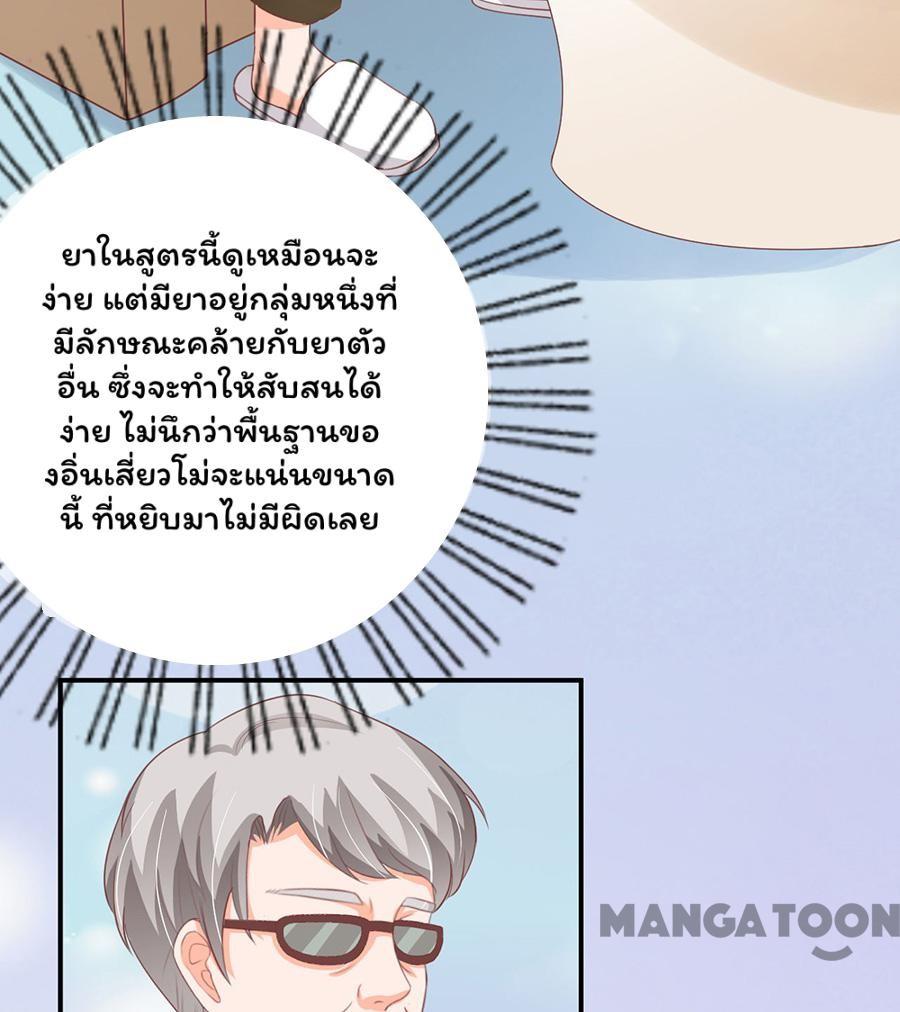 ยาในสูตรนี้ดูเหมือนจะ
ง่าย แต่มียาอยู่กลุ่มหนึ่งที่
มีลักษณะคล้ายกับยาตัว
อื่น ซึ่งจะทำให้สับสนได้
ง่าย ไม่นึกว่าพื้นฐานขอ
งอิ่นเสี่ยวโม่จะแน่นขนาด
นี้ ที่หยิบมาไม่มีผิดเลย
MANGATOON